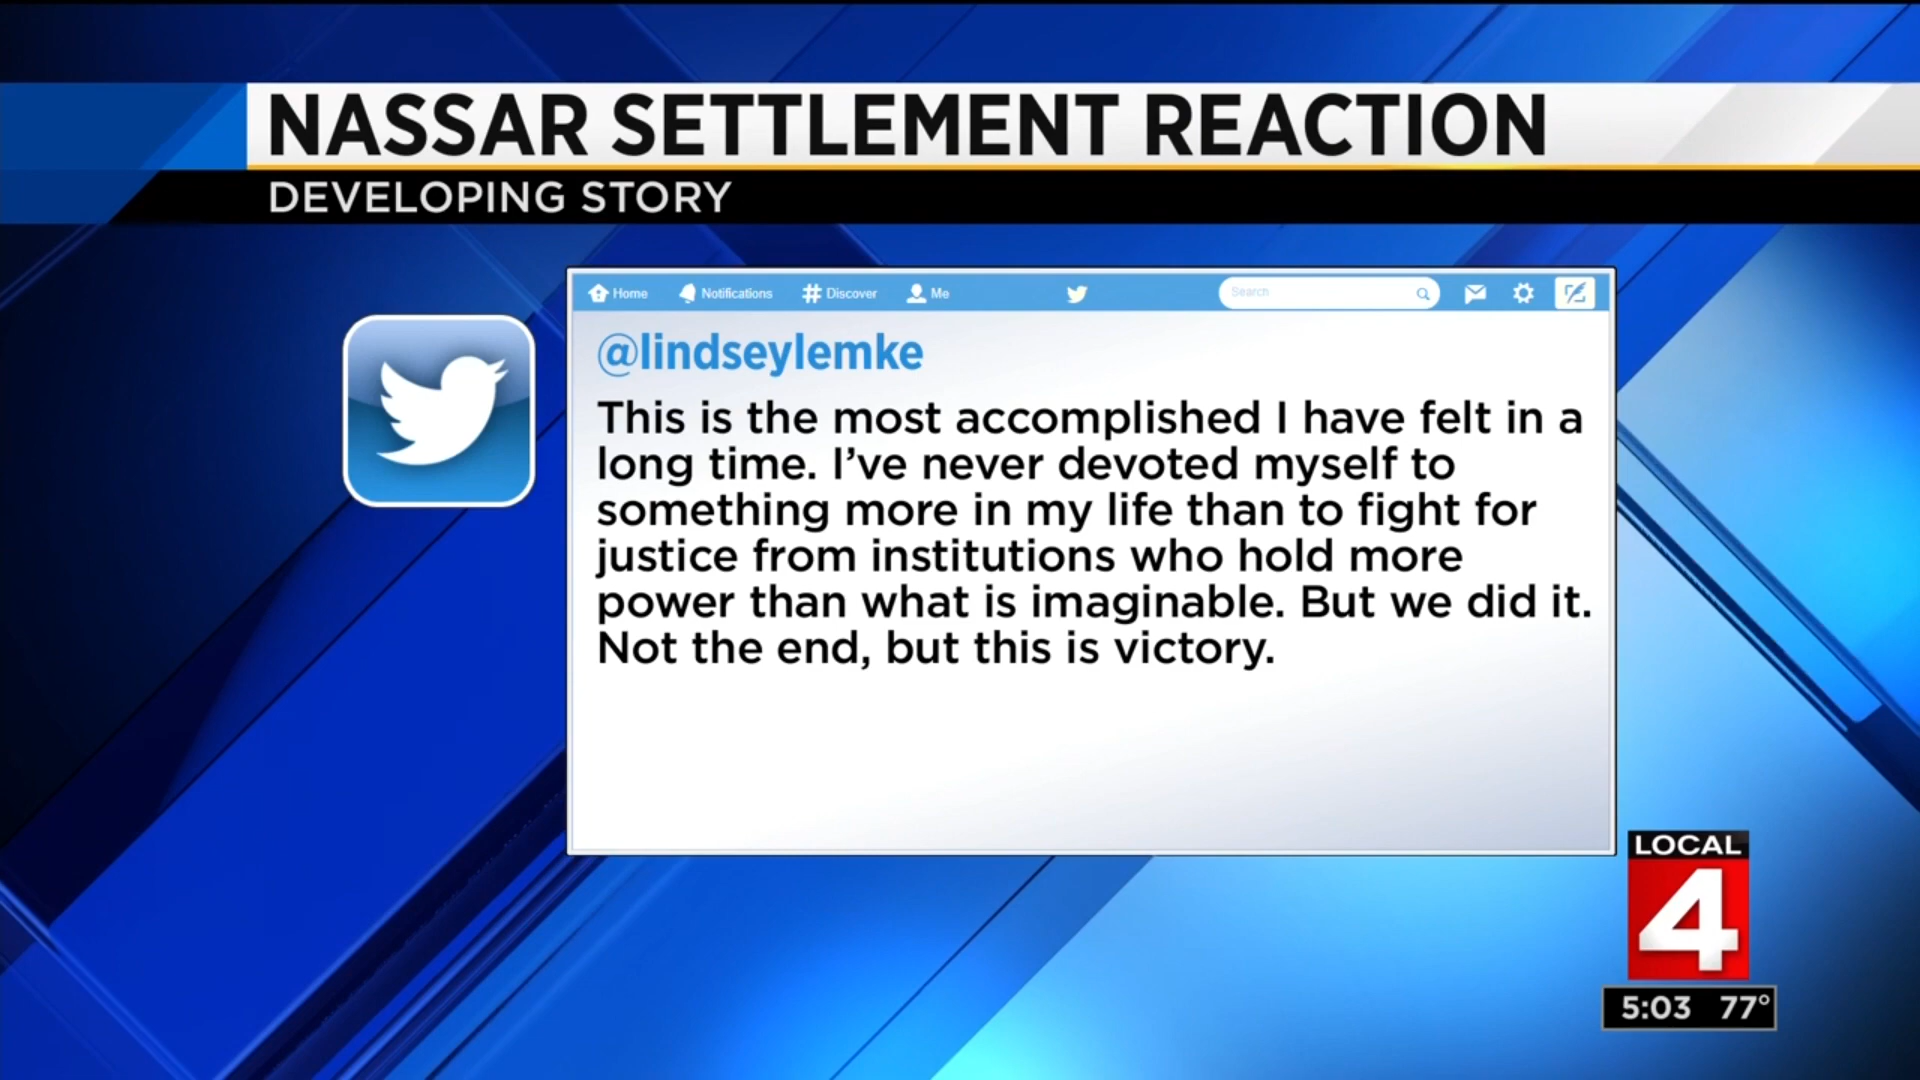 NASSAR SETTLEMENT REACTION
DEVELOPING STORY
Home Notifications Discover Me Search
@lindseylemke
This is the most accomplished I have felt in a
long time. I’ve never devoted myself to
something more in my life than to fight for
justice from institutions who hold more
power than what is imaginable. But we did it.
Not the end, but this is victory.
LOCAL
4
5:03 77°